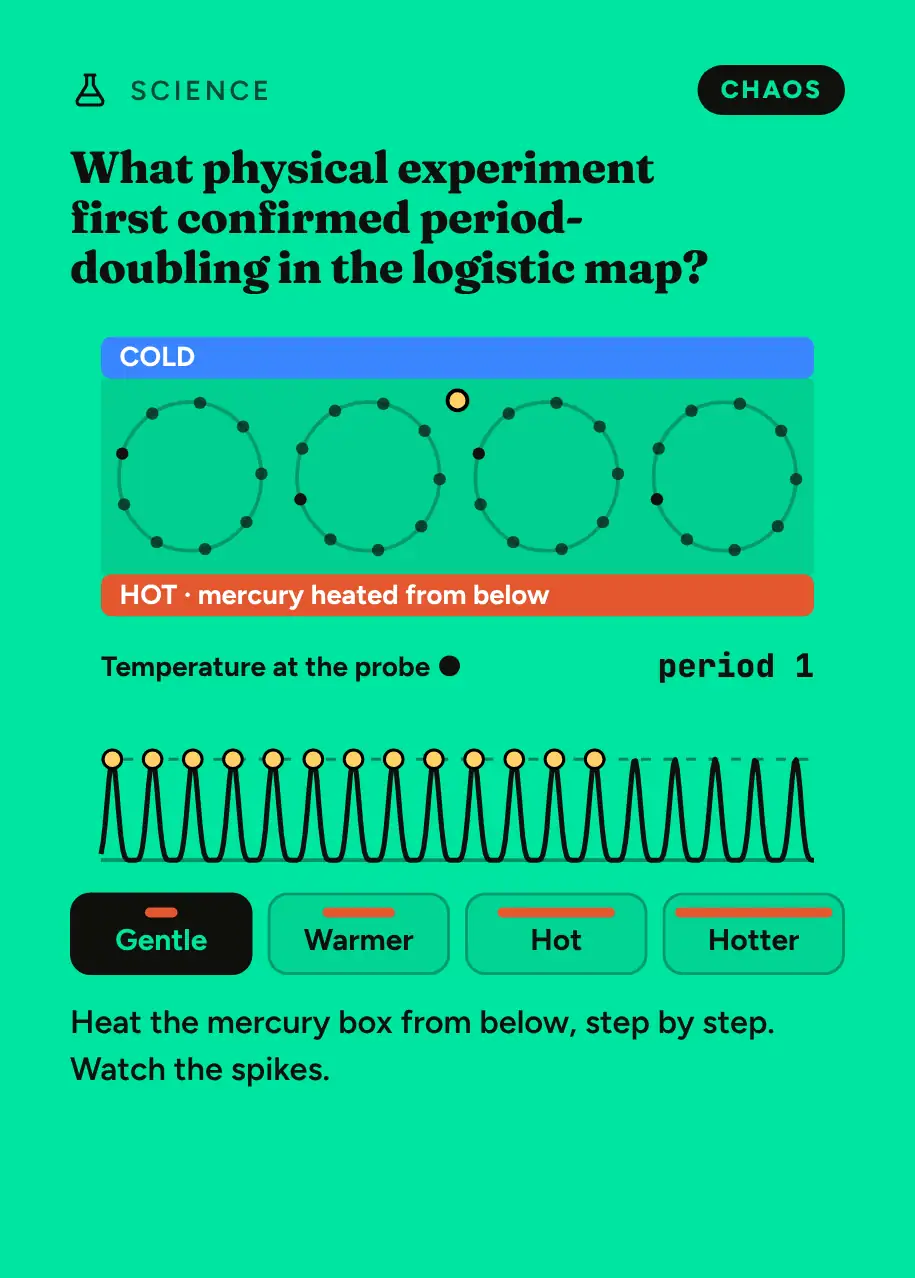 SCIENCE
CHAOS
What physical experiment
first confirmed period-
doubling in the logistic map?
COLD
HOT · mercury heated from below
Temperature at the probe
period 1
Gentle
Warmer
Hot
Hotter
Heat the mercury box from below, step by step.
Watch the spikes.